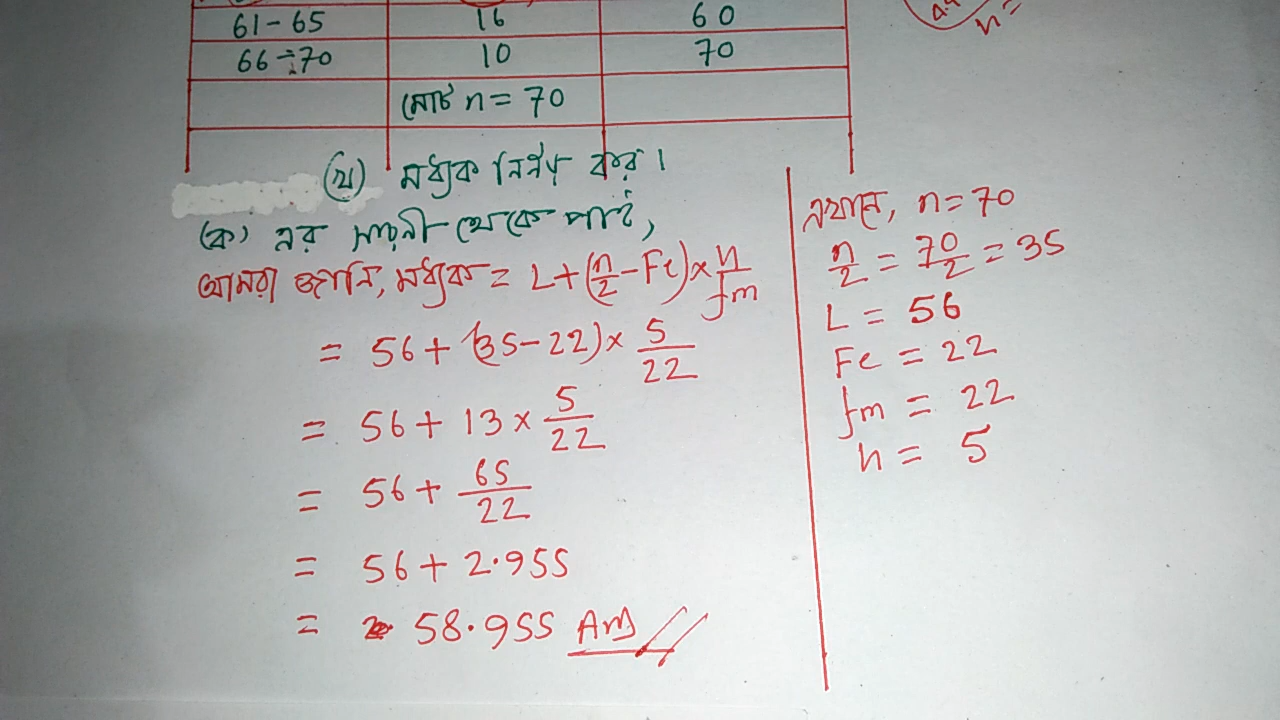 61-65 16 60
66-70 10 70
মোট n = 70
(খ) মধ্যক নির্ণয় কর।
(ক) এর সারণী থেকে পাই,
আমরা জানি, মধ্যক = L + (n/2 - Fc) × h/fm
= 56 + (35-22) × 5/22
= 56 + 13 × 5/22
= 56 + 65/22
= 56 + 2.955
= 58.955 Ans
এখানে, n = 70
n/2 = 70/2 = 35
L = 56
Fc = 22
fm = 22
h = 5